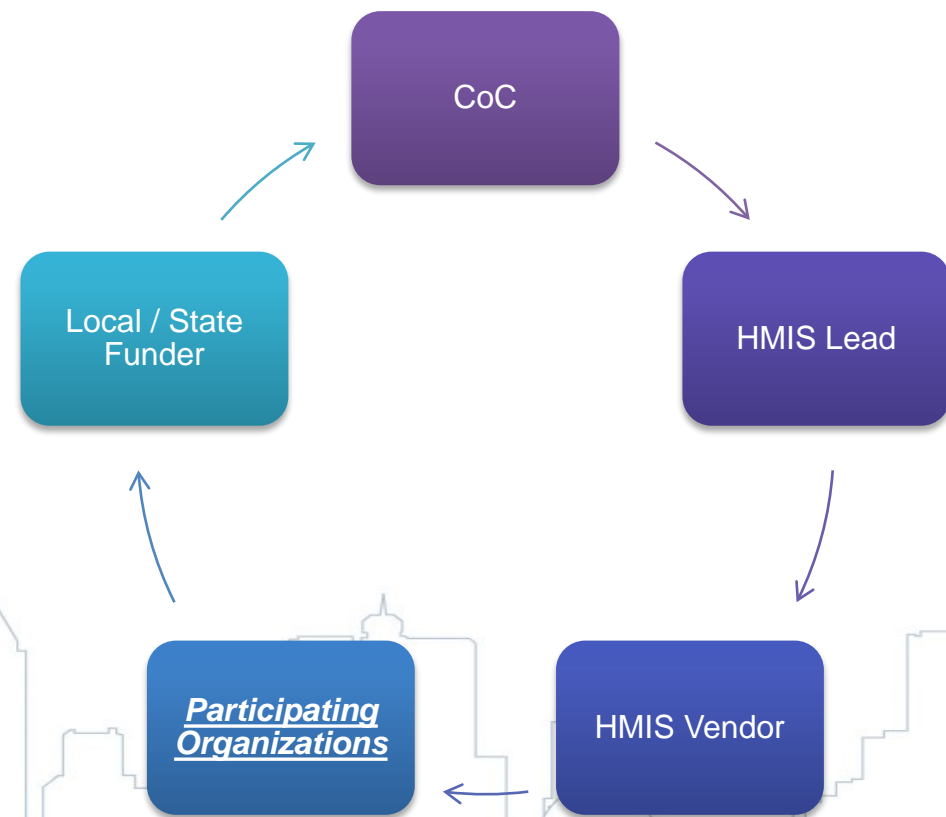 CoC
HMIS Lead
HMIS Vendor
Participating
Organizations
Local / State
Funder